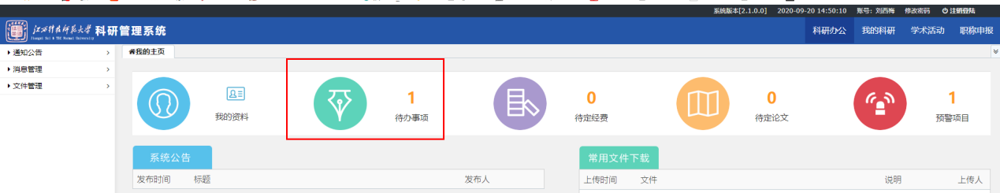 系统版本[2.1.0.0] 2020-09-20 14:50:10 账号：刘西梅 修改密码 注销登陆
江西科技师范大学 科研管理系统 科研办公 我的科研 学术活动 职称申报
通知公告
消息管理
文件管理
我的主页
我的资料
1
待办事项
0
待定经费
0
待定论文
1
预警项目
系统公告 常用文件下载
发布时间 标题 发布人 上传时间 文件 说明 上传人